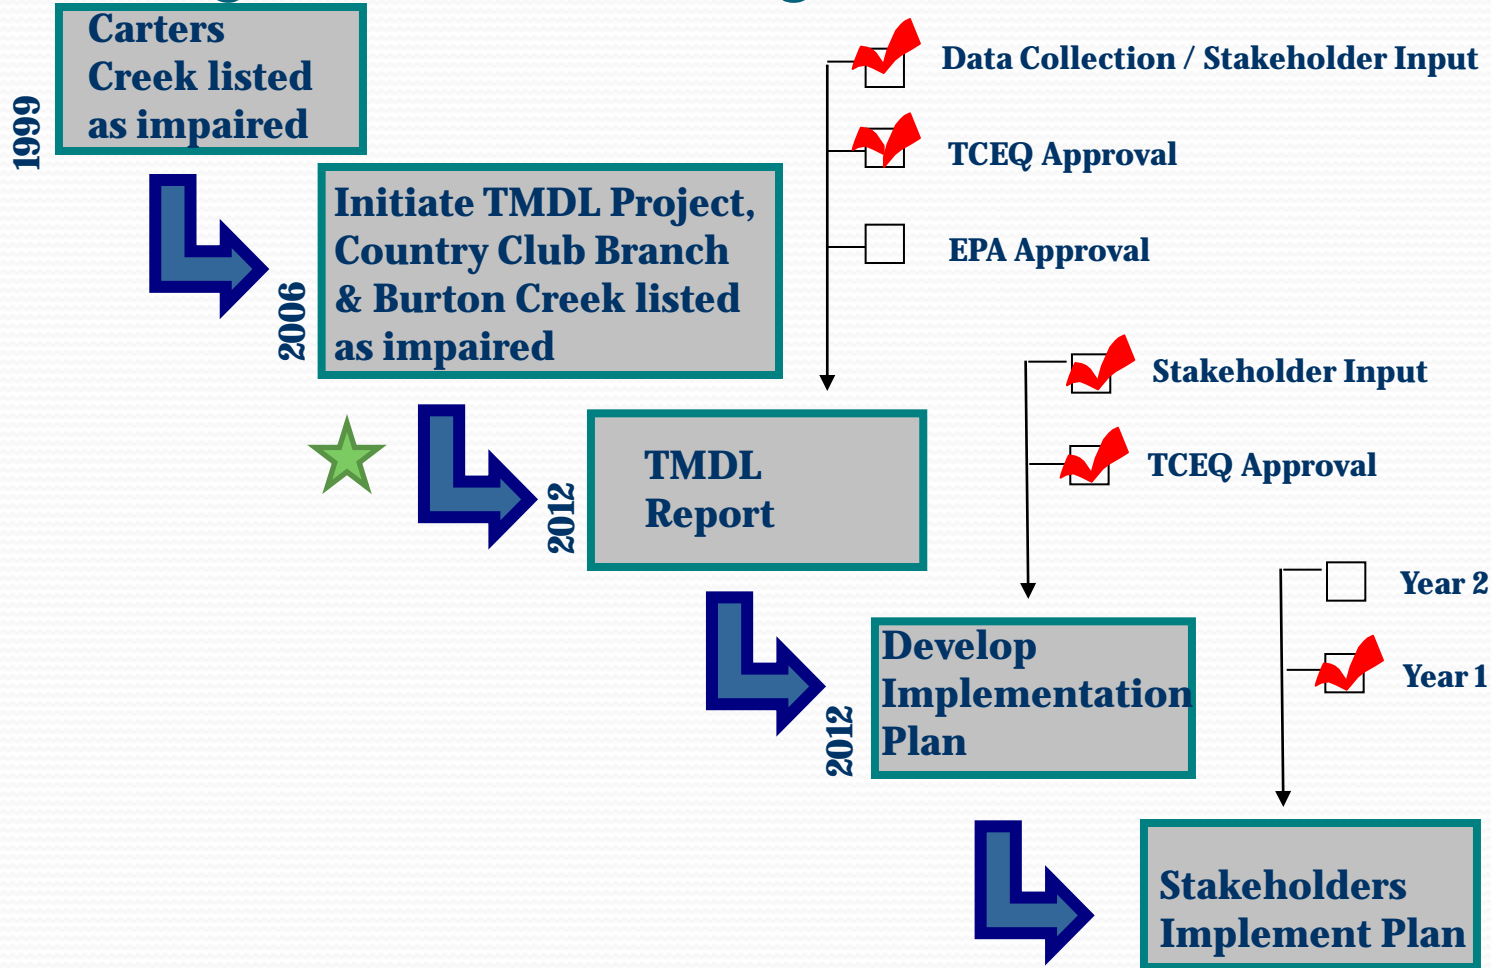 Carters
Creek listed
as impaired
1999
Data Collection / Stakeholder Input
TCEQ Approval
EPA Approval
Initiate TMDL Project,
Country Club Branch
& Burton Creek listed
as impaired
2006
Stakeholder Input
TCEQ Approval
TMDL
Report
2012
Year 2
Year 1
Develop
Implementation
Plan
2012
Stakeholders
Implement Plan